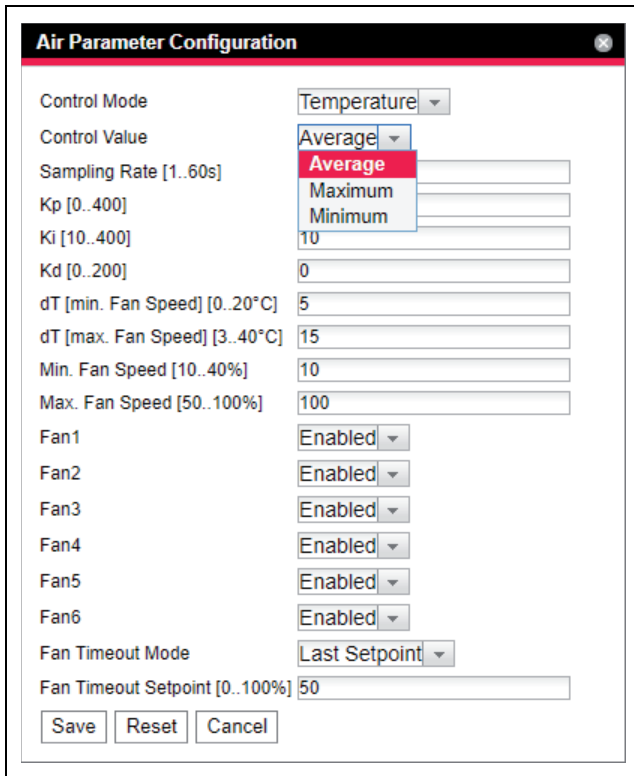 Air Parameter Configuration
Control Mode Temperature
Control Value Average
Average
Maximum
Minimum
Sampling Rate [1..60s]
Kp [0..400]
Ki [10..400] 10
Kd [0..200] 0
dT [min. Fan Speed] [0..20°C] 5
dT [max. Fan Speed] [3..40°C] 15
Min. Fan Speed [10..40%] 10
Max. Fan Speed [50..100%] 100
Fan1 Enabled
Fan2 Enabled
Fan3 Enabled
Fan4 Enabled
Fan5 Enabled
Fan6 Enabled
Fan Timeout Mode Last Setpoint
Fan Timeout Setpoint [0..100%] 50
Save Reset Cancel